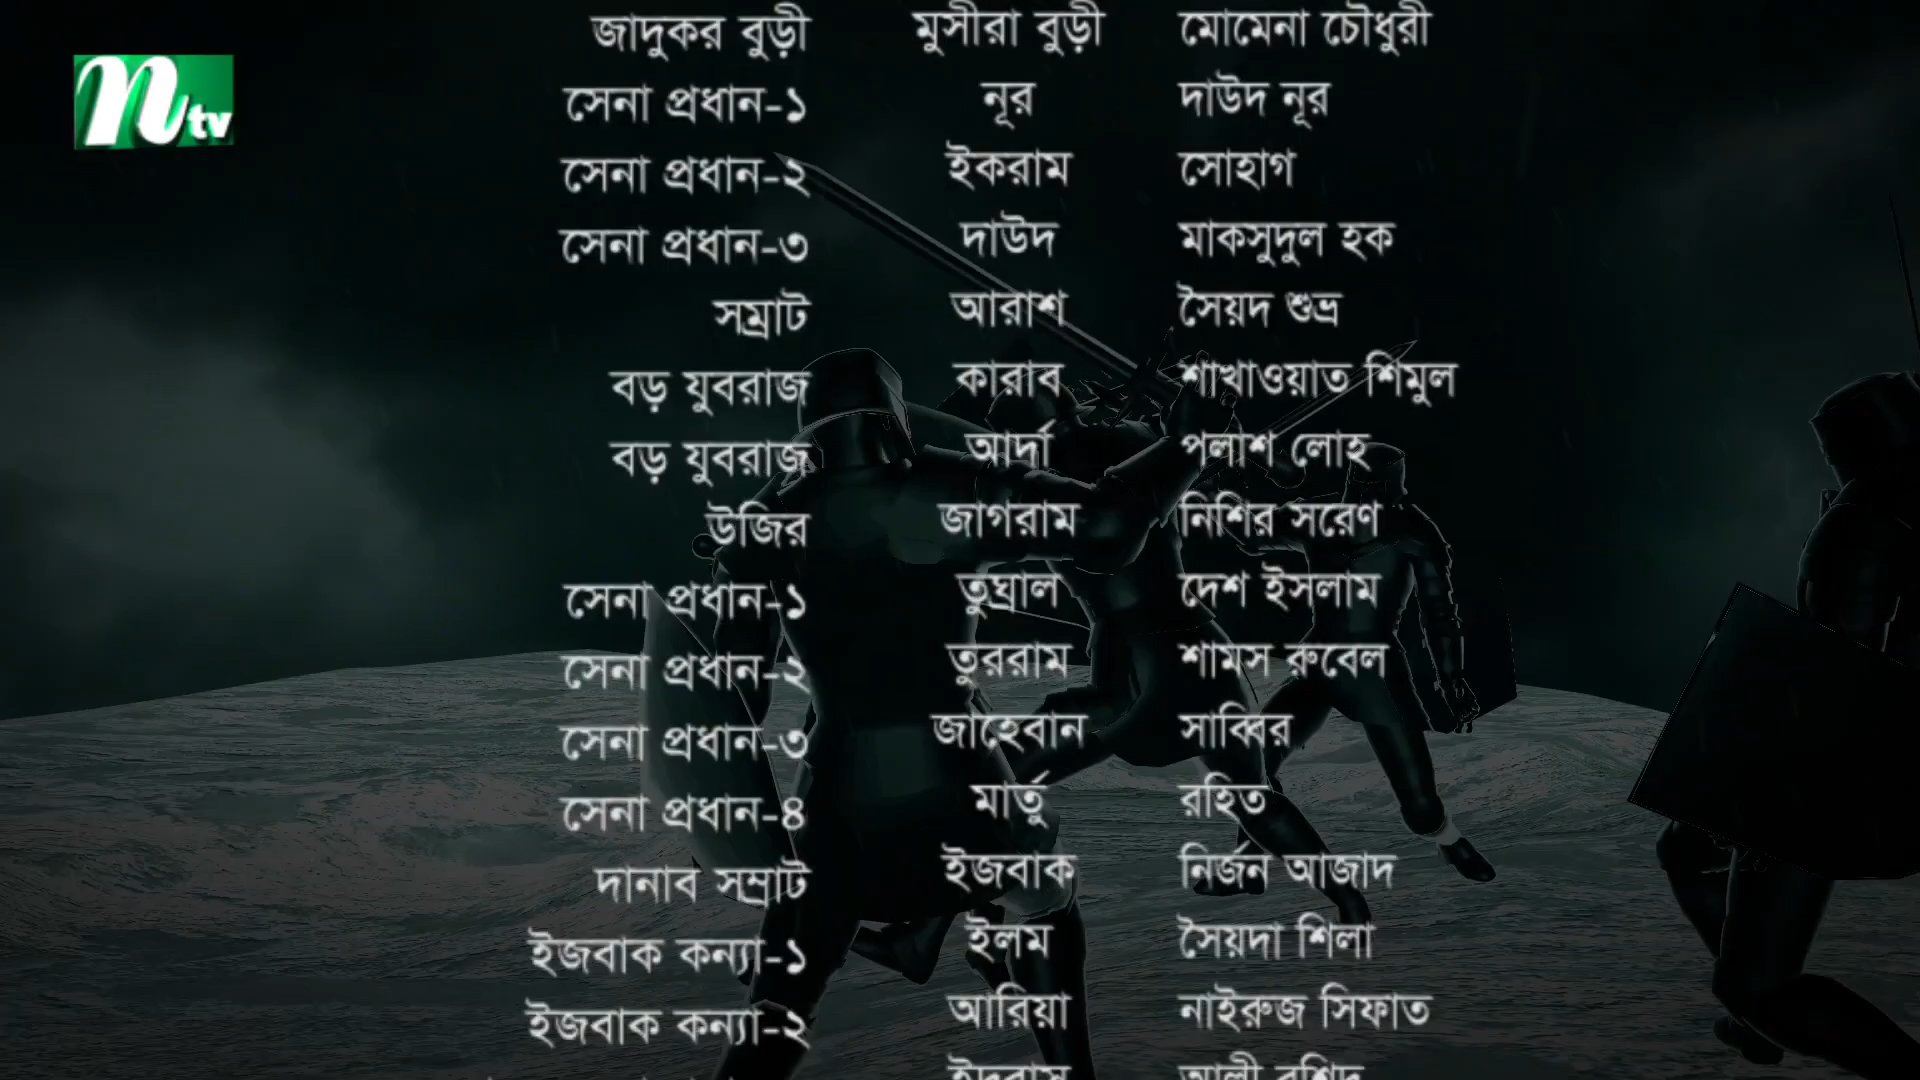 জাদুকর বুড়ী মুসীরা বুড়ী মোমেনা চৌধুরী
ntv
সেনা প্রধান-১ নূর দাউদ নূর
সেনা প্রধান-২ ইকরাম সোহাগ
সেনা প্রধান-৩ দাউদ মাকসুদুল হক
সম্রাট আরাশ সৈয়দ শুভ্র
বড় যুবরাজ কারাব শাখাওয়াত শিমুল
বড় যুবরাজ আর্দা পলাশ লোহ
উজির জাগরাম নিশির সরেণ
সেনা প্রধান-১ তুঘ্রাল দেশ ইসলাম
সেনা প্রধান-২ তুররাম শামস রুবেল
সেনা প্রধান-৩ জাহেবান সাব্বির
সেনা প্রধান-৪ মার্তু রহিত
দানাব সম্রাট ইজবাক নির্জন আজাদ
ইজবাক কন্যা-১ ইলম সৈয়দা শিলা
ইজবাক কন্যা-২ আরিয়া নাইরুজ সিফাত